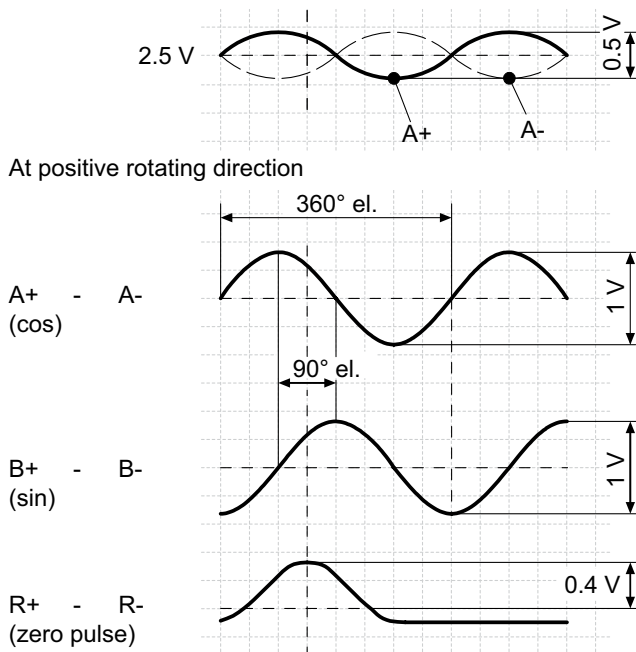 2.5 V
0.5 V
A+ A-
At positive rotating direction
360° el.
A+ - A-
(cos)
1 V
90° el.
B+ - B-
(sin)
1 V
R+ - R-
(zero pulse)
0.4 V